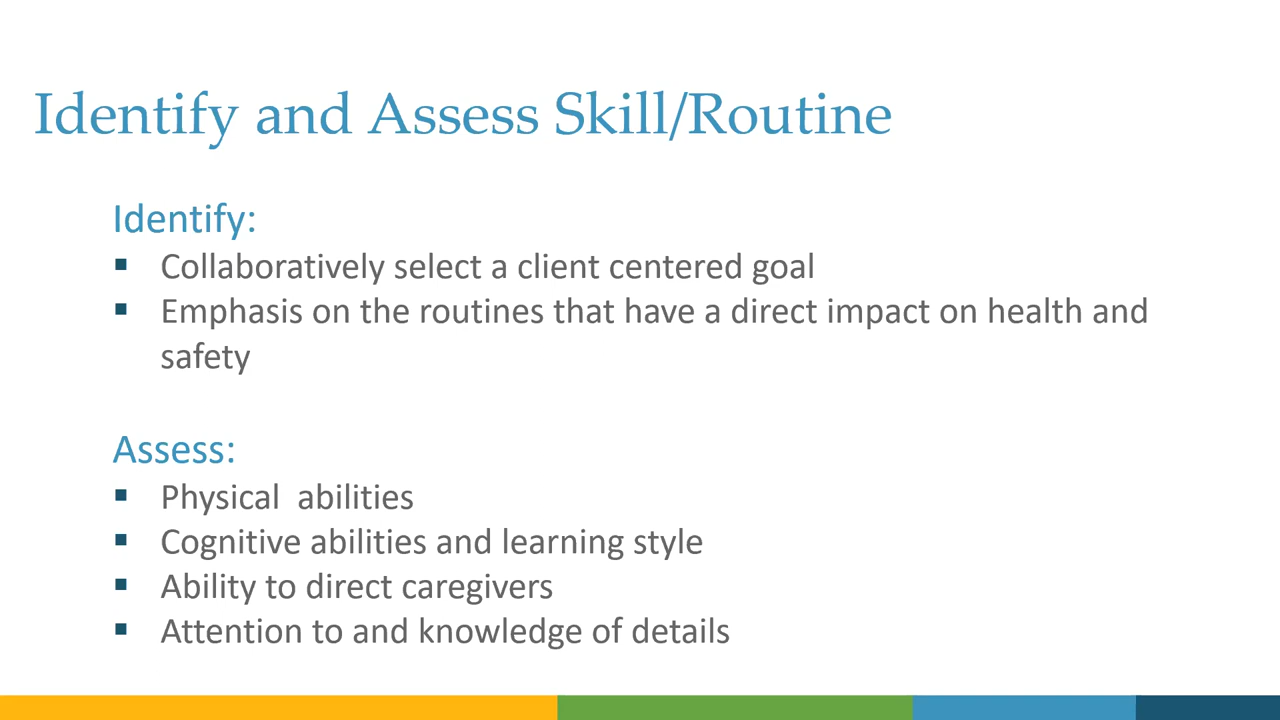 Identify and Assess Skill/Routine
Identify:
▪ Collaboratively select a client centered goal
▪ Emphasis on the routines that have a direct impact on health and
safety
Assess:
▪ Physical  abilities
▪ Cognitive abilities and learning style
▪ Ability to direct caregivers
▪ Attention to and knowledge of details